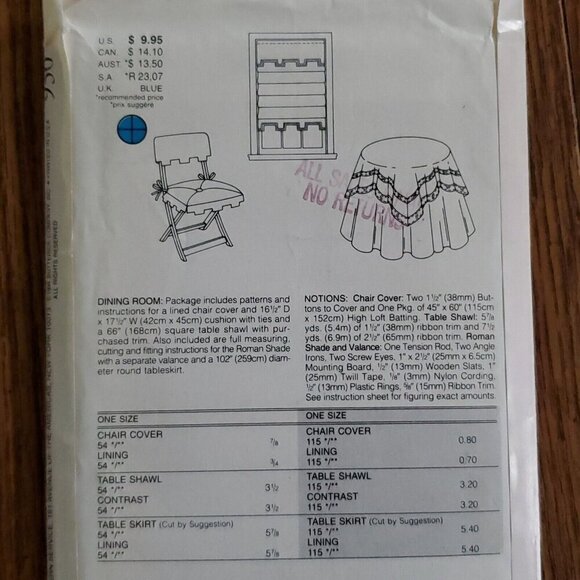 U.S. $ 9.95
CAN. $ 14.10
AUST. *$ 13.50
S.A. *R 23.07
U.K. BLUE
*recommended price
*prix suggéré
ALL
NO RETURNS
ALL RIGHTS RESERVED
DINING ROOM: Package includes patterns and
instructions for a lined chair cover and 16½" D
x 17½" W (42cm x 45cm) cushion with ties and
a 66" (168cm) square table shawl with pur-
chased trim. Also included are full measuring,
cutting and fitting instructions for the Roman Shade
with a separate valance and a 102" (259cm) diam-
eter round tableskirt.
NOTIONS: Chair Cover: Two 1½" (38mm) But-
tons to Cover and One Pkg. of 45" x 60" (115cm
x 152cm) High Loft Batting. Table Shawl: 5⅞
yds. (5.4m) of 1½" (38mm) ribbon trim and 7½
yds. (6.9m) of 2½" (65mm) ribbon trim. Roman
Shade and Valance: One Tension Rod, Two Angle
Irons, Two Screw Eyes, 1" x 2½" (25mm x 6.5cm)
Mounting Board, ½" (13mm) Wooden Slats, 1"
(25mm) Twill Tape, ⅛" (3mm) Nylon Cording,
½" (13mm) Plastic Rings, ⅝" (15mm) Ribbon Trim.
See instruction sheet for figuring exact amounts.
ONE SIZE
CHAIR COVER
54 */** ⅞
LINING
54 */** ¾
TABLE SHAWL
54 */** 3½
CONTRAST
54 */** 3½
TABLE SKIRT (Cut by Suggestion)
54 */** 5⅞
LINING
54 */** 5⅞
ONE SIZE
CHAIR COVER
115 */** 0.80
LINING
115 */** 0.70
TABLE SHAWL
115 */** 3.20
CONTRAST
115 */** 3.20
TABLE SKIRT (Cut by Suggestion)
115 */** 5.40
LINING
115 */** 5.40